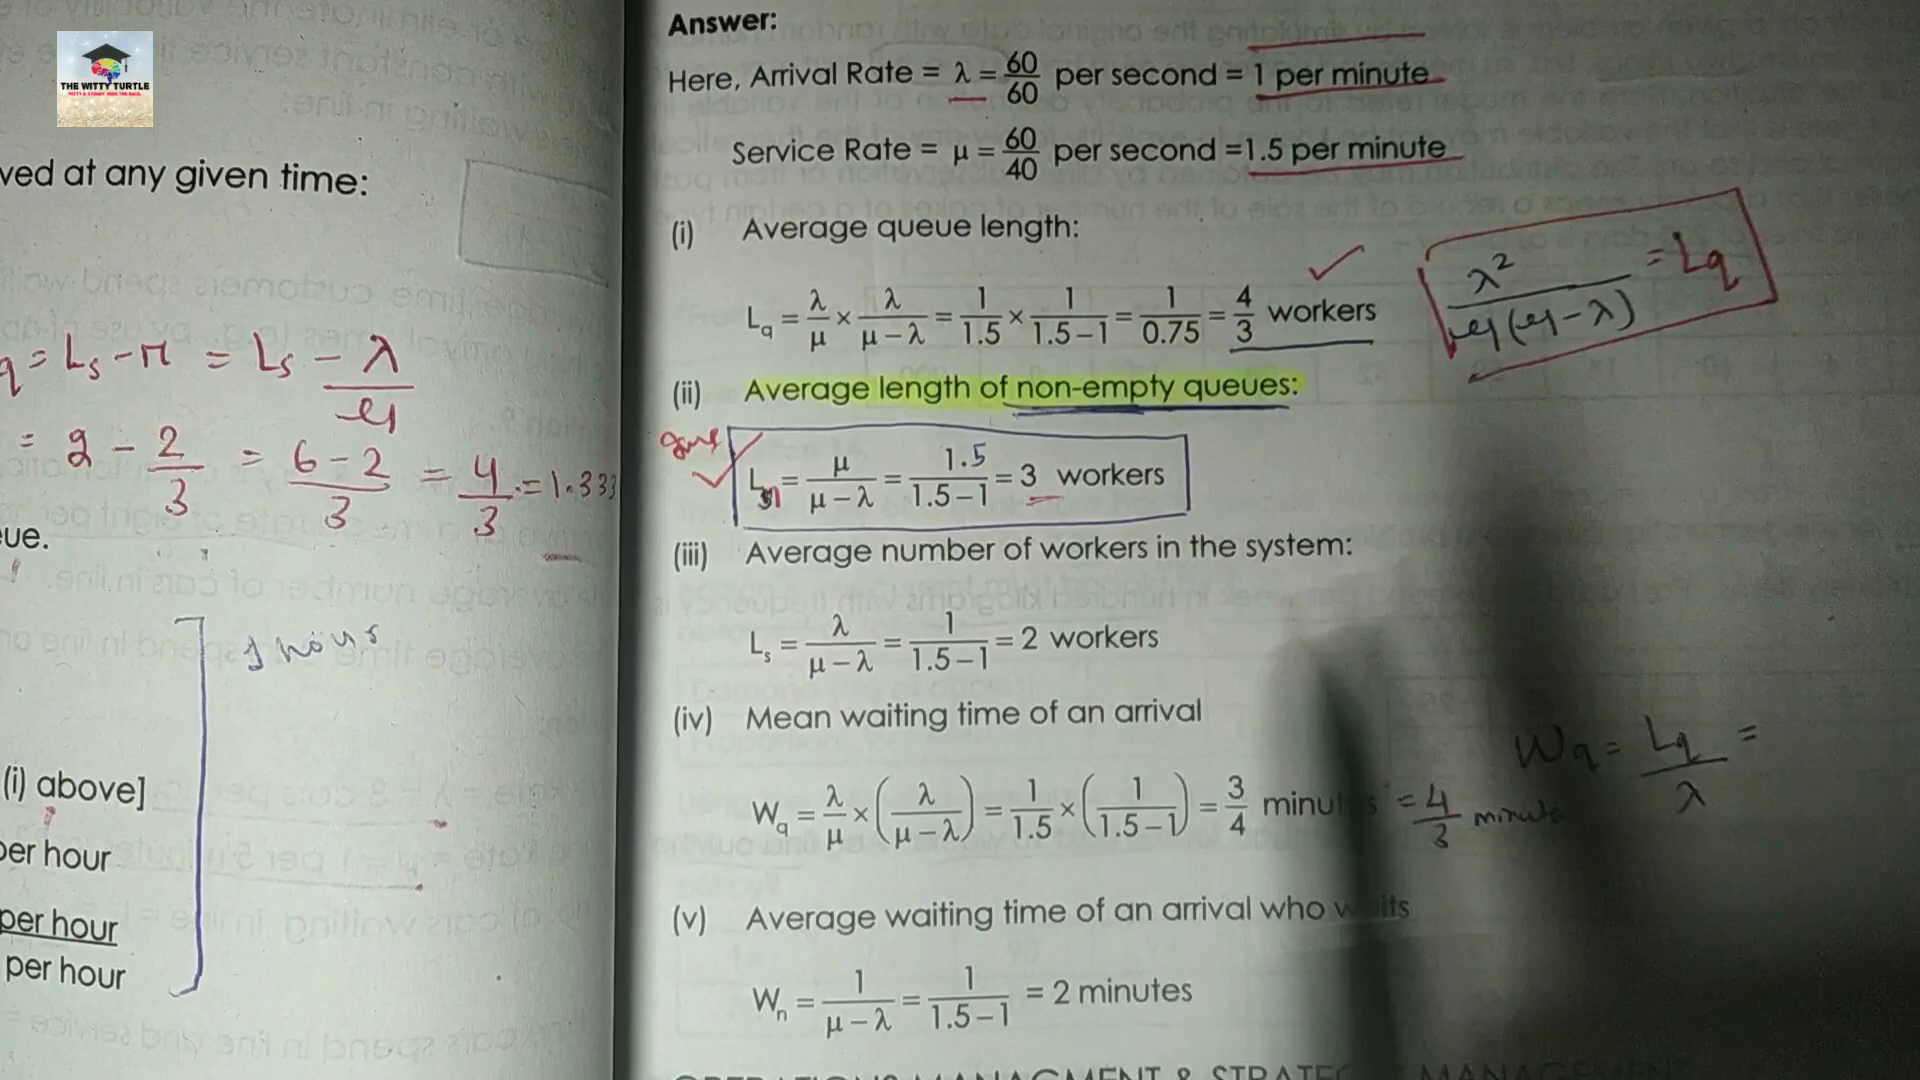 THE WITTY TURTLE
ved at any given time:
= Ls - π = Ls - λ/μ
= 2 - 2/3 = 6-2/3 = 4/3 = 1.333
ue.
1 hour
(i) above]
per hour
per hour
per hour
Answer:
Here, Arrival Rate = λ = 60/60 per second = 1 per minute
Service Rate = μ = 60/40 per second =1.5 per minute
(i) Average queue length:
Lq = λ/μ × λ/μ−λ = 1/1.5 × 1/1.5−1 = 1/0.75 = 4/3 workers
λ²/μ(μ-λ) = Lq
(ii) Average length of non-empty queues:
Ln = μ/μ−λ = 1.5/1.5−1 = 3 workers
(iii) Average number of workers in the system:
Ls = λ/μ−λ = 1/1.5−1 = 2 workers
(iv) Mean waiting time of an arrival
Wq = λ/μ × (λ/μ−λ) = 1/1.5 × (1/1.5−1) = 3/4 minutes = 4/3 minute
Wq = Lq/λ =
(v) Average waiting time of an arrival who waits
Wn = 1/μ−λ = 1/1.5−1 = 2 minutes